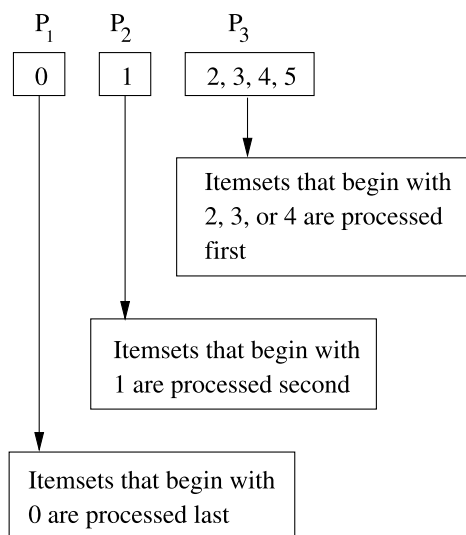 P1 P2 P3
0 1 2, 3, 4, 5
Itemsets that begin with
2, 3, or 4 are processed
first
Itemsets that begin with
1 are processed second
Itemsets that begin with
0 are processed last